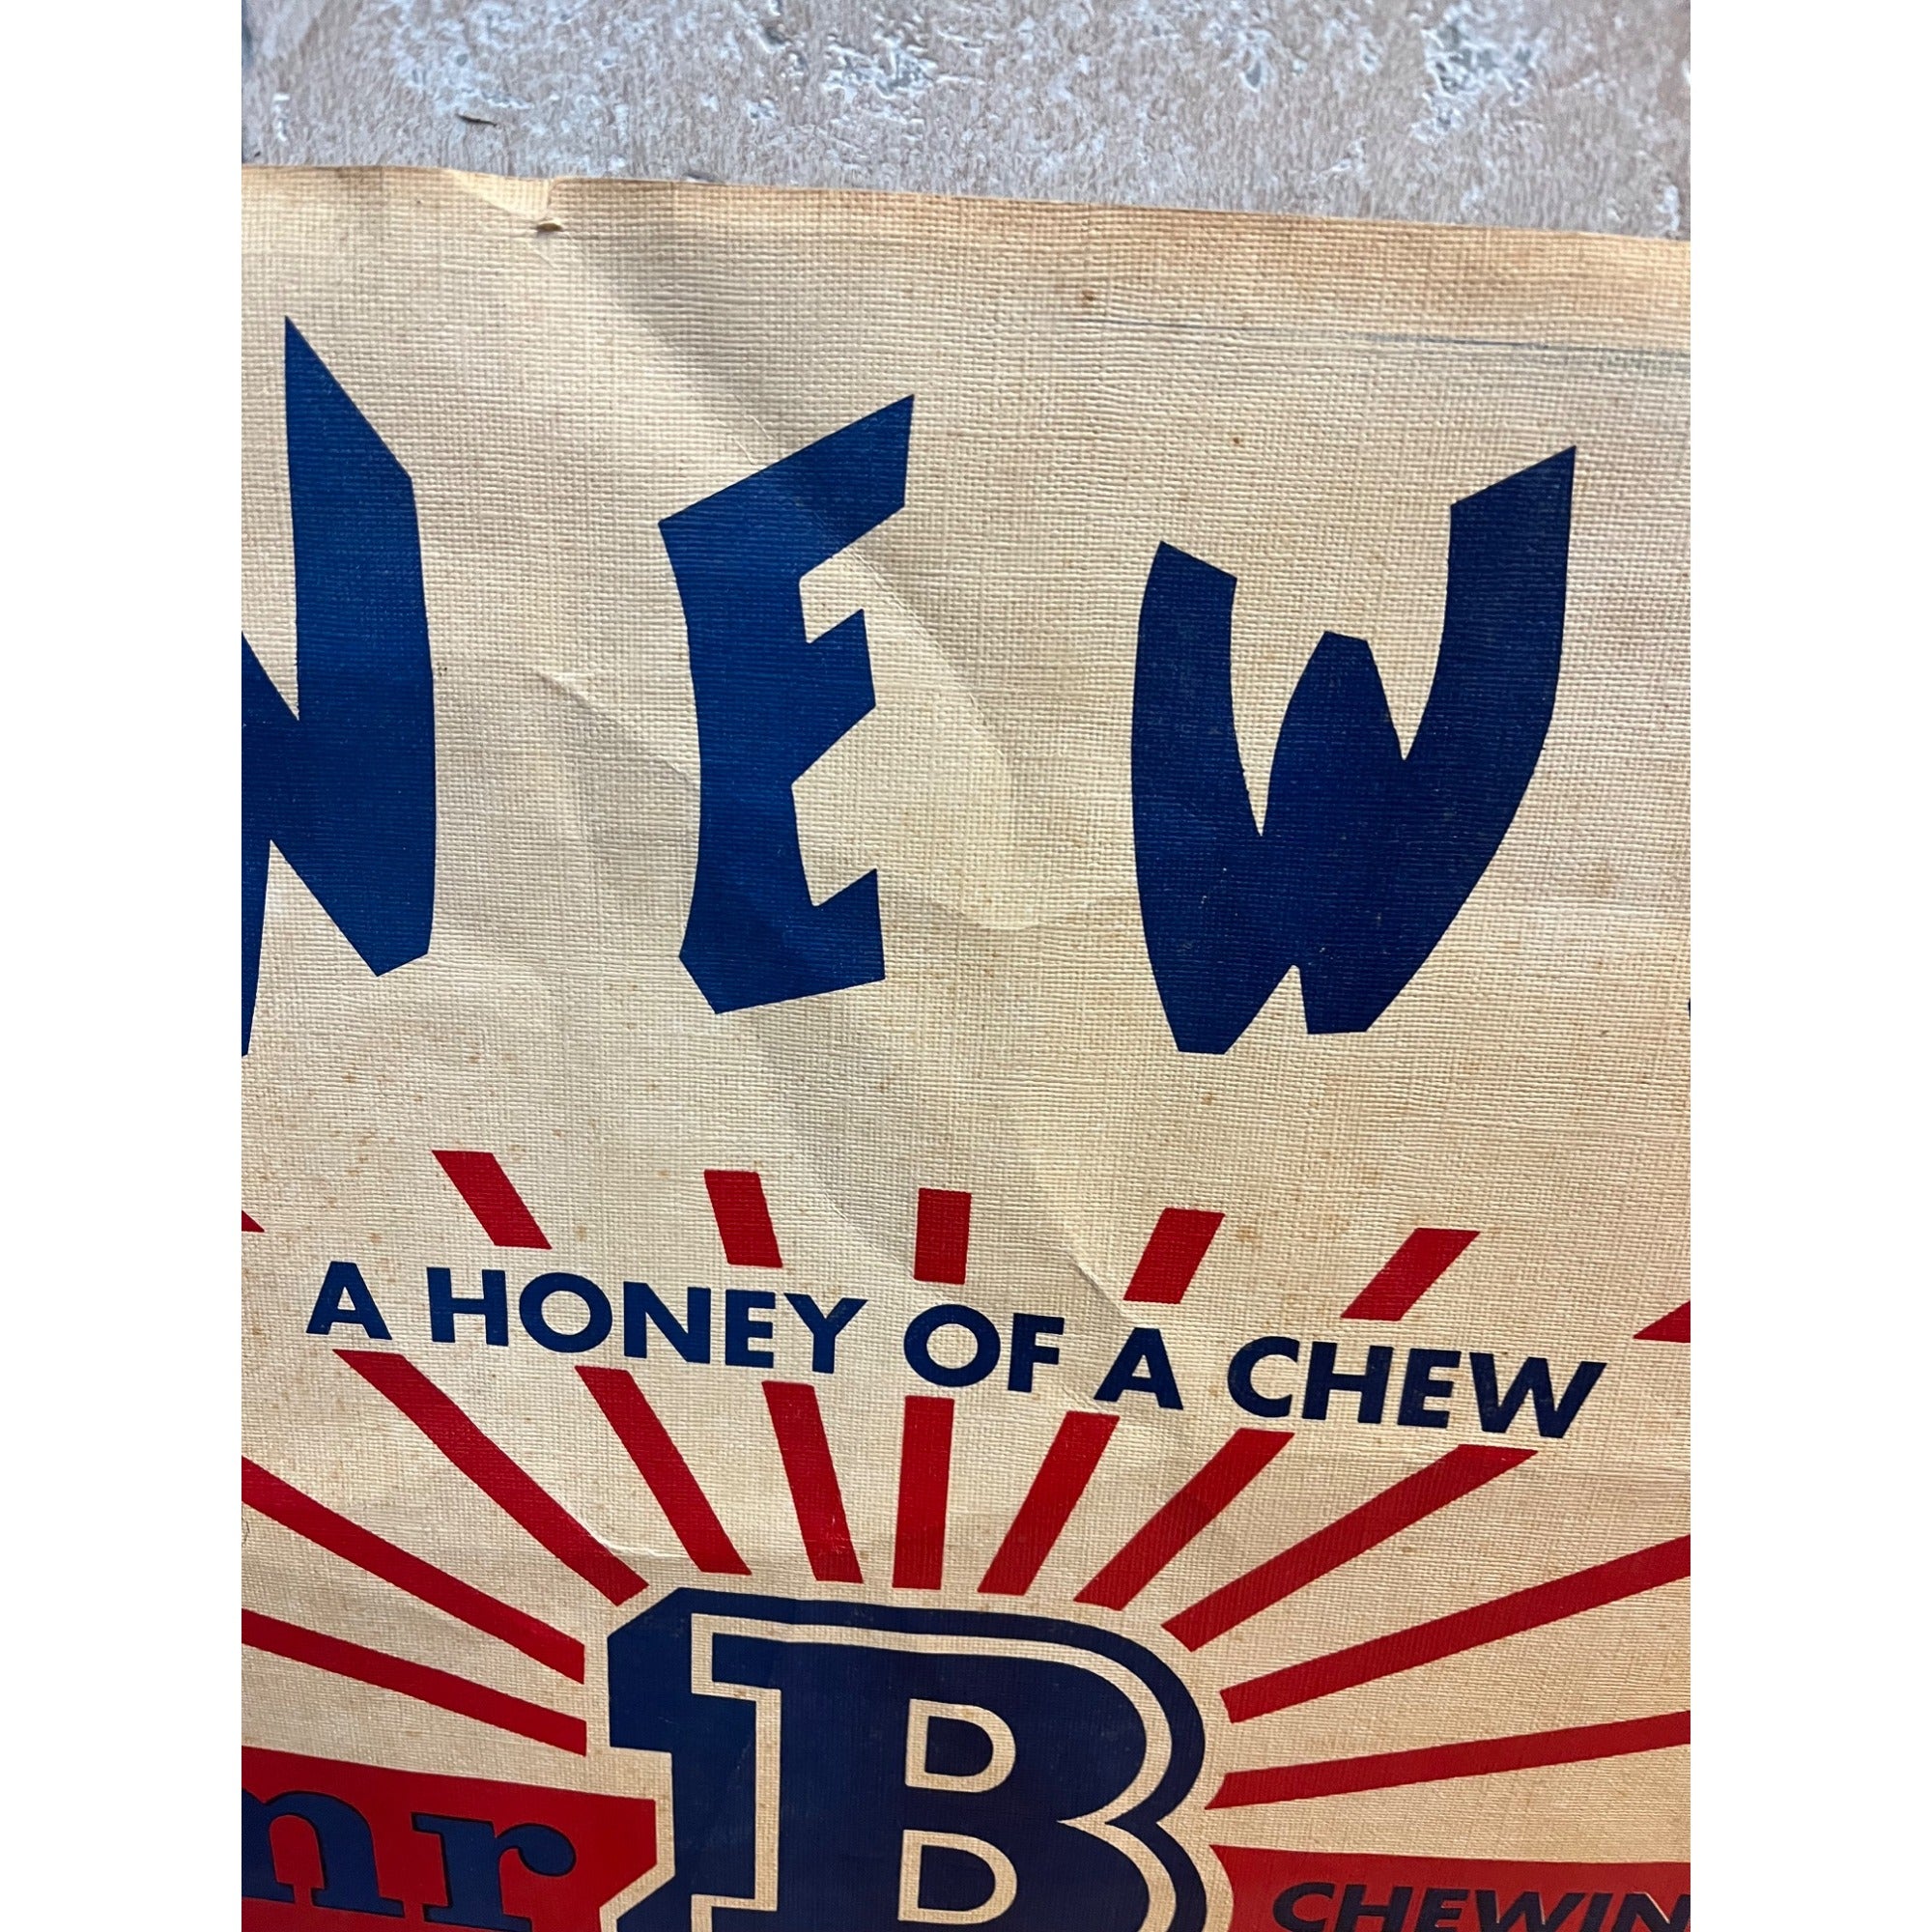 NEW
A HONEY OF A CHEW
mr B
CHEWIN